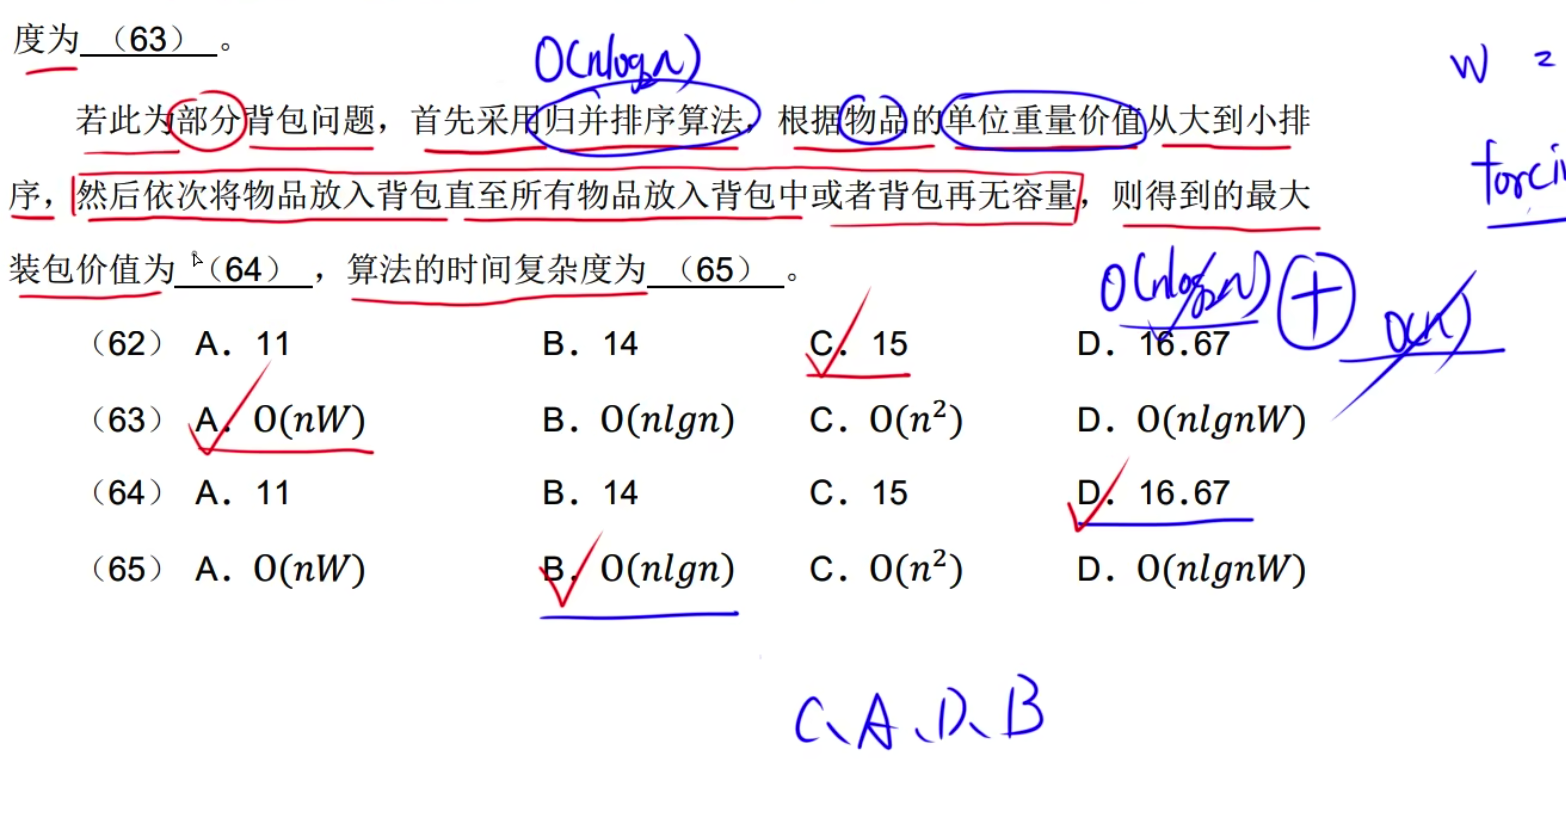 度为 （63） 。
O(nlog₂n)
W =
若此为部分背包问题，首先采用归并排序算法，根据物品的单位重量价值从大到小排
序，然后依次将物品放入背包直至所有物品放入背包中或者背包再无容量，则得到的最大
装包价值为 （64） ，算法的时间复杂度为 （65） 。
O(nlog₂n) + O(n)
（62） A. 11 B. 14 C. 15 D. 16.67
（63） A. O(nW) B. O(nlgn) C. O(n²) D. O(nlgnW)
（64） A. 11 B. 14 C. 15 D. 16.67
（65） A. O(nW) B. O(nlgn) C. O(n²) D. O(nlgnW)
C、A、D、B